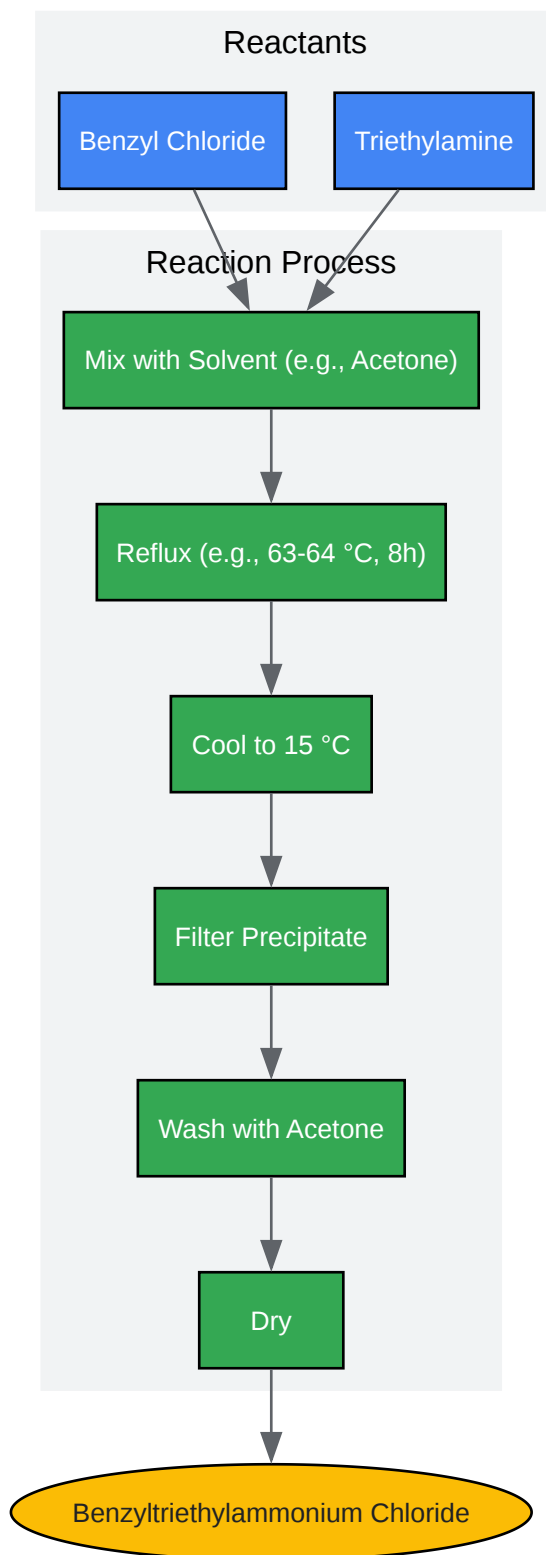 Reactants
Benzyl Chloride
Triethylamine
Reaction Process
Mix with Solvent (e.g., Acetone)
Reflux (e.g., 63-64 °C, 8h)
Cool to 15 °C
Filter Precipitate
Wash with Acetone
Dry
Benzyltriethylammonium Chloride